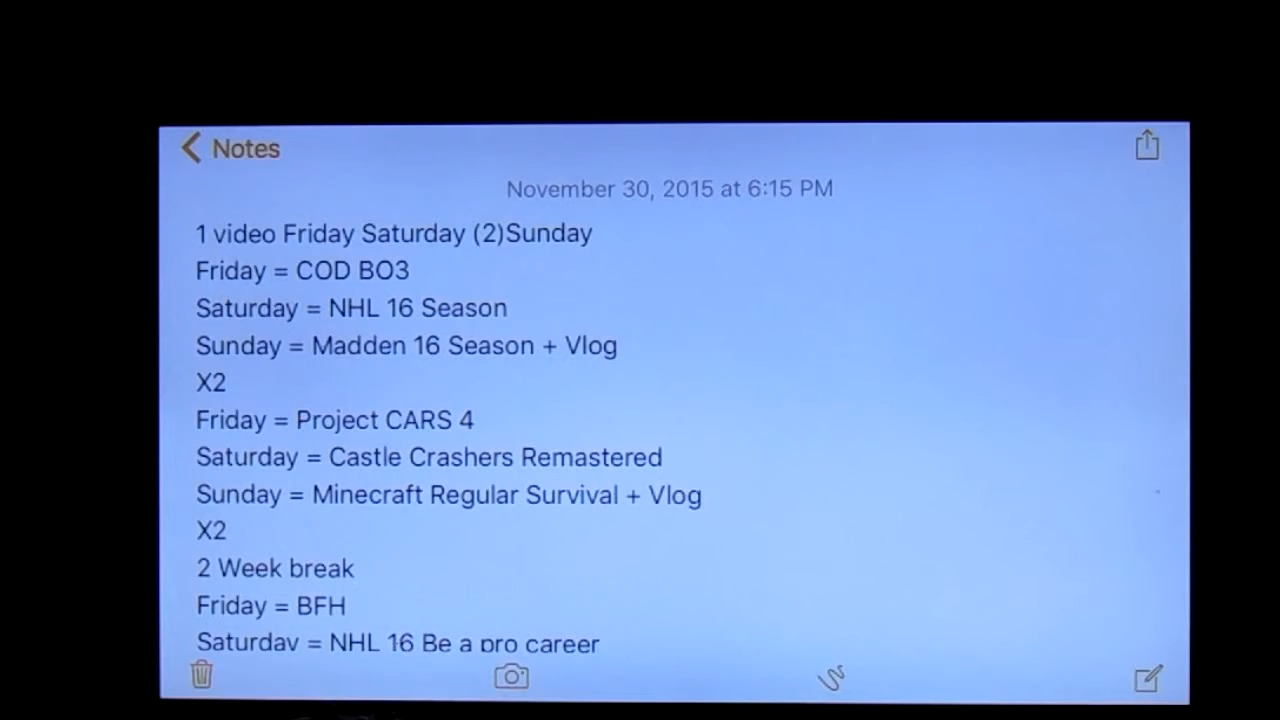 Notes
November 30, 2015 at 6:15 PM
1 video Friday Saturday (2)Sunday
Friday = COD BO3
Saturday = NHL 16 Season
Sunday = Madden 16 Season + Vlog
X2
Friday = Project CARS 4
Saturday = Castle Crashers Remastered
Sunday = Minecraft Regular Survival + Vlog
X2
2 Week break
Friday = BFH
Saturday = NHL 16 Be a pro career